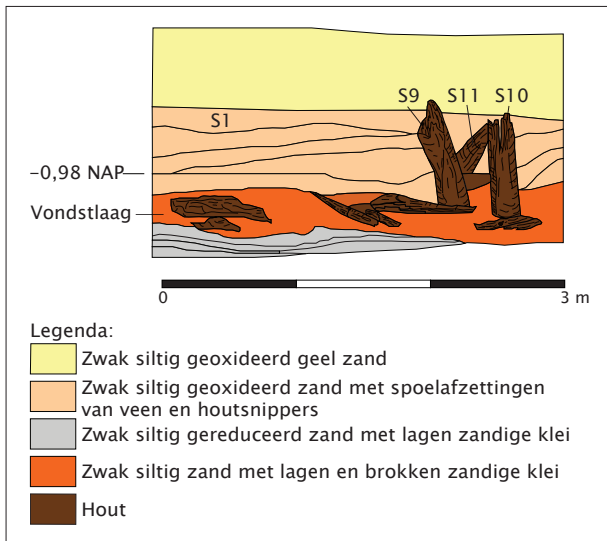 S9 S11 S10
S1
–0,98 NAP
Vondstlaag
0 3 m
Legenda:
Zwak siltig geoxideerd geel zand
Zwak siltig geoxideerd zand met spoelafzettingen
van veen en houtsnippers
Zwak siltig gereduceerd zand met lagen zandige klei
Zwak siltig zand met lagen en brokken zandige klei
Hout